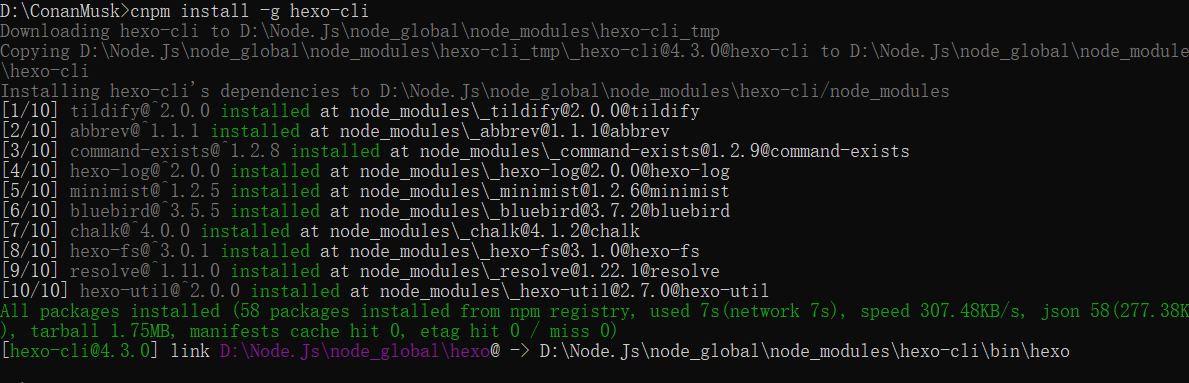 D:\ConanMusk>cnpm install -g hexo-cli
Downloading hexo-cli to D:\Node.Js\node_global\node_modules\hexo-cli_tmp
Copying D:\Node.Js\node_global\node_modules\hexo-cli_tmp\_hexo-cli@4.3.0@hexo-cli to D:\Node.Js\node_global\node_module
\hexo-cli
Installing hexo-cli's dependencies to D:\Node.Js\node_global\node_modules\hexo-cli/node_modules
[1/10] tildify@^2.0.0 installed at node_modules\_tildify@2.0.0@tildify
[2/10] abbrev@^1.1.1 installed at node_modules\_abbrev@1.1.1@abbrev
[3/10] command-exists@^1.2.8 installed at node_modules\_command-exists@1.2.9@command-exists
[4/10] hexo-log@^2.0.0 installed at node_modules\_hexo-log@2.0.0@hexo-log
[5/10] minimist@^1.2.5 installed at node_modules\_minimist@1.2.6@minimist
[6/10] bluebird@^3.5.5 installed at node_modules\_bluebird@3.7.2@bluebird
[7/10] chalk@^4.0.0 installed at node_modules\_chalk@4.1.2@chalk
[8/10] hexo-fs@^3.0.1 installed at node_modules\_hexo-fs@3.1.0@hexo-fs
[9/10] resolve@^1.11.0 installed at node_modules\_resolve@1.22.1@resolve
[10/10] hexo-util@^2.0.0 installed at node_modules\_hexo-util@2.7.0@hexo-util
All packages installed (58 packages installed from npm registry, used 7s(network 7s), speed 307.48KB/s, json 58(277.38K
), tarball 1.75MB, manifests cache hit 0, etag hit 0 / miss 0)
[hexo-cli@4.3.0] link D:\Node.Js\node_global\hexo@ -> D:\Node.Js\node_global\node_modules\hexo-cli\bin\hexo